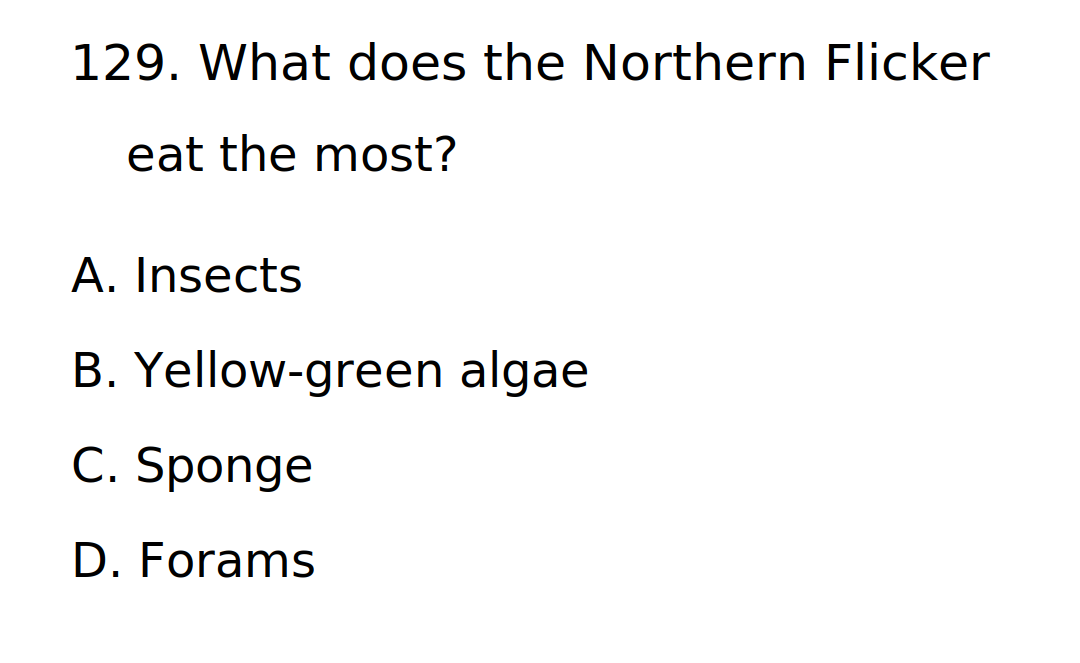 129. What does the Northern Flicker
eat the most?
A. Insects
B. Yellow-green algae
C. Sponge
D. Forams